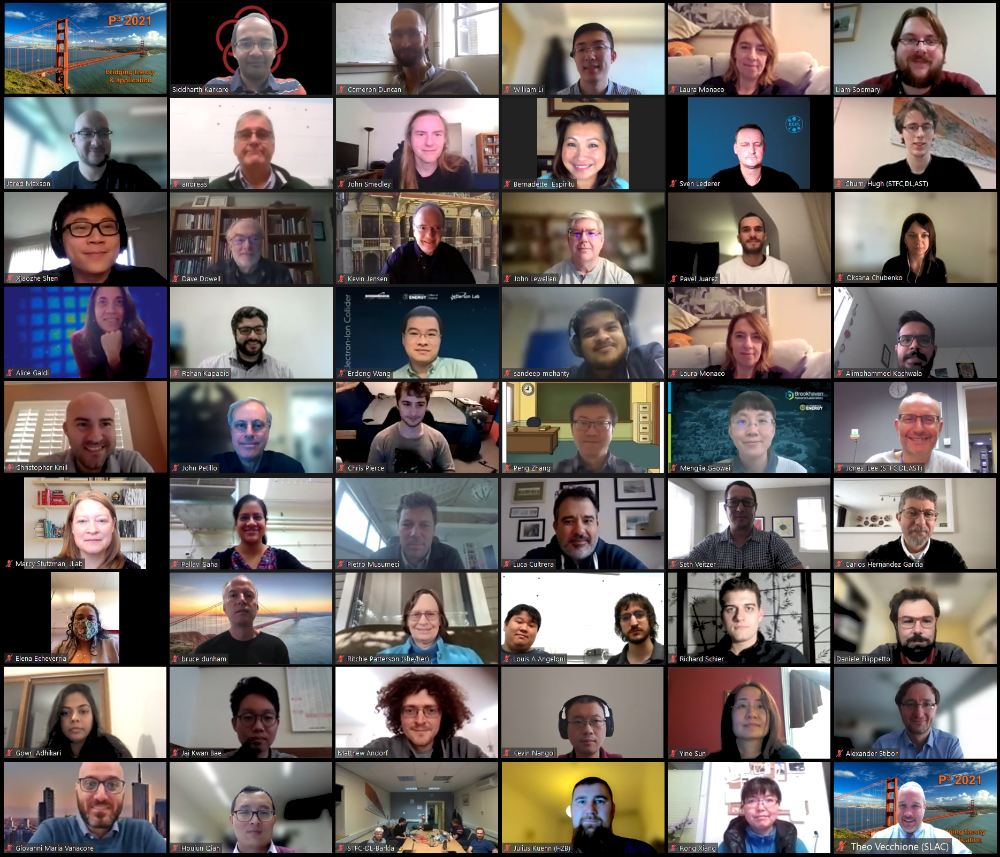 P³ 2021
bridging theory
& application
Siddharth Karkare
Cameron Duncan
William Li
Laura Monaco
Liam Soomary
Jared Maxson
andreas
John Smedley
Bernadette Espiritu
DESY
Sven Lederer
Churn, Hugh (STFC,DL,AST)
Xiaozhe Shen
Dave Dowell
Kevin Jensen
John Lewellen
Pavel Juarez
Oksana Chubenko
Alice Galdi
Rehan Kapadia
Electron-Ion Collider
BROOKHAVEN
ENERGY
Jefferson Lab
Erdong Wang
sandeep mohanty
Laura Monaco
Alimohammed Kachwala
Christopher Knill
John Petillo
Chris Pierce
Peng Zhang
Brookhaven
National Laboratory
ENERGY
Mengjia Gaowei
Jones, Lee (STFC,DL,AST)
Marcy Stutzman, JLab
Pallavi Saha
Pietro Musumeci
Luca Cultrera
Seth Veitzer
Carlos Hernandez Garcia
Elena Echeverria
bruce dunham
Ritchie Patterson (she/her)
Louis A Angeloni
Richard Schier
Daniele Filippetto
Gowri Adhikari
Jai Kwan Bae
Matthew Andorf
Kevin Nangoi
Yine Sun
Alexander Stibor
Giovanni Maria Vanacore
Houjun Qian
STFC-DL-Barkla
Julius Kuehn (HZB)
Rong Xiang
P³ 2021
dging theory
lication
Theo Vecchione (SLAC)